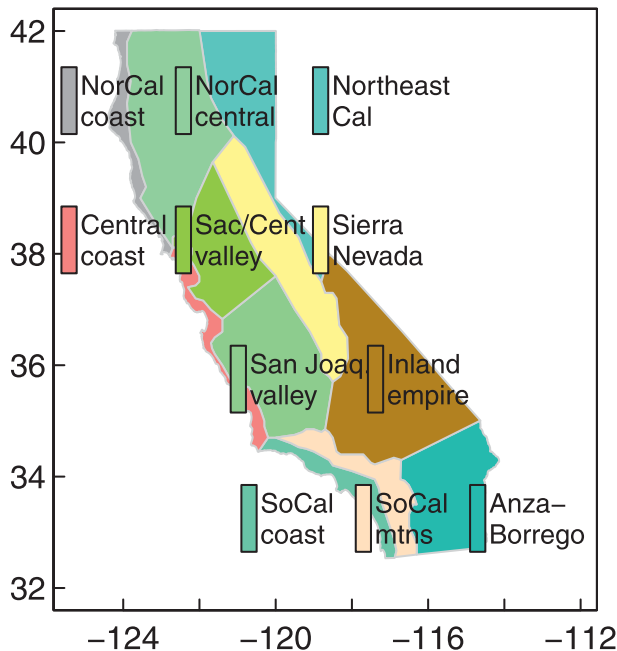 42
NorCal coast
NorCal central
Northeast Cal
40
Central coast
Sac/Cent valley
Sierra Nevada
38
36
San Joaq. valley
Inland empire
34
SoCal coast
SoCal mtns
Anza–Borrego
32
−124 −120 −116 −112